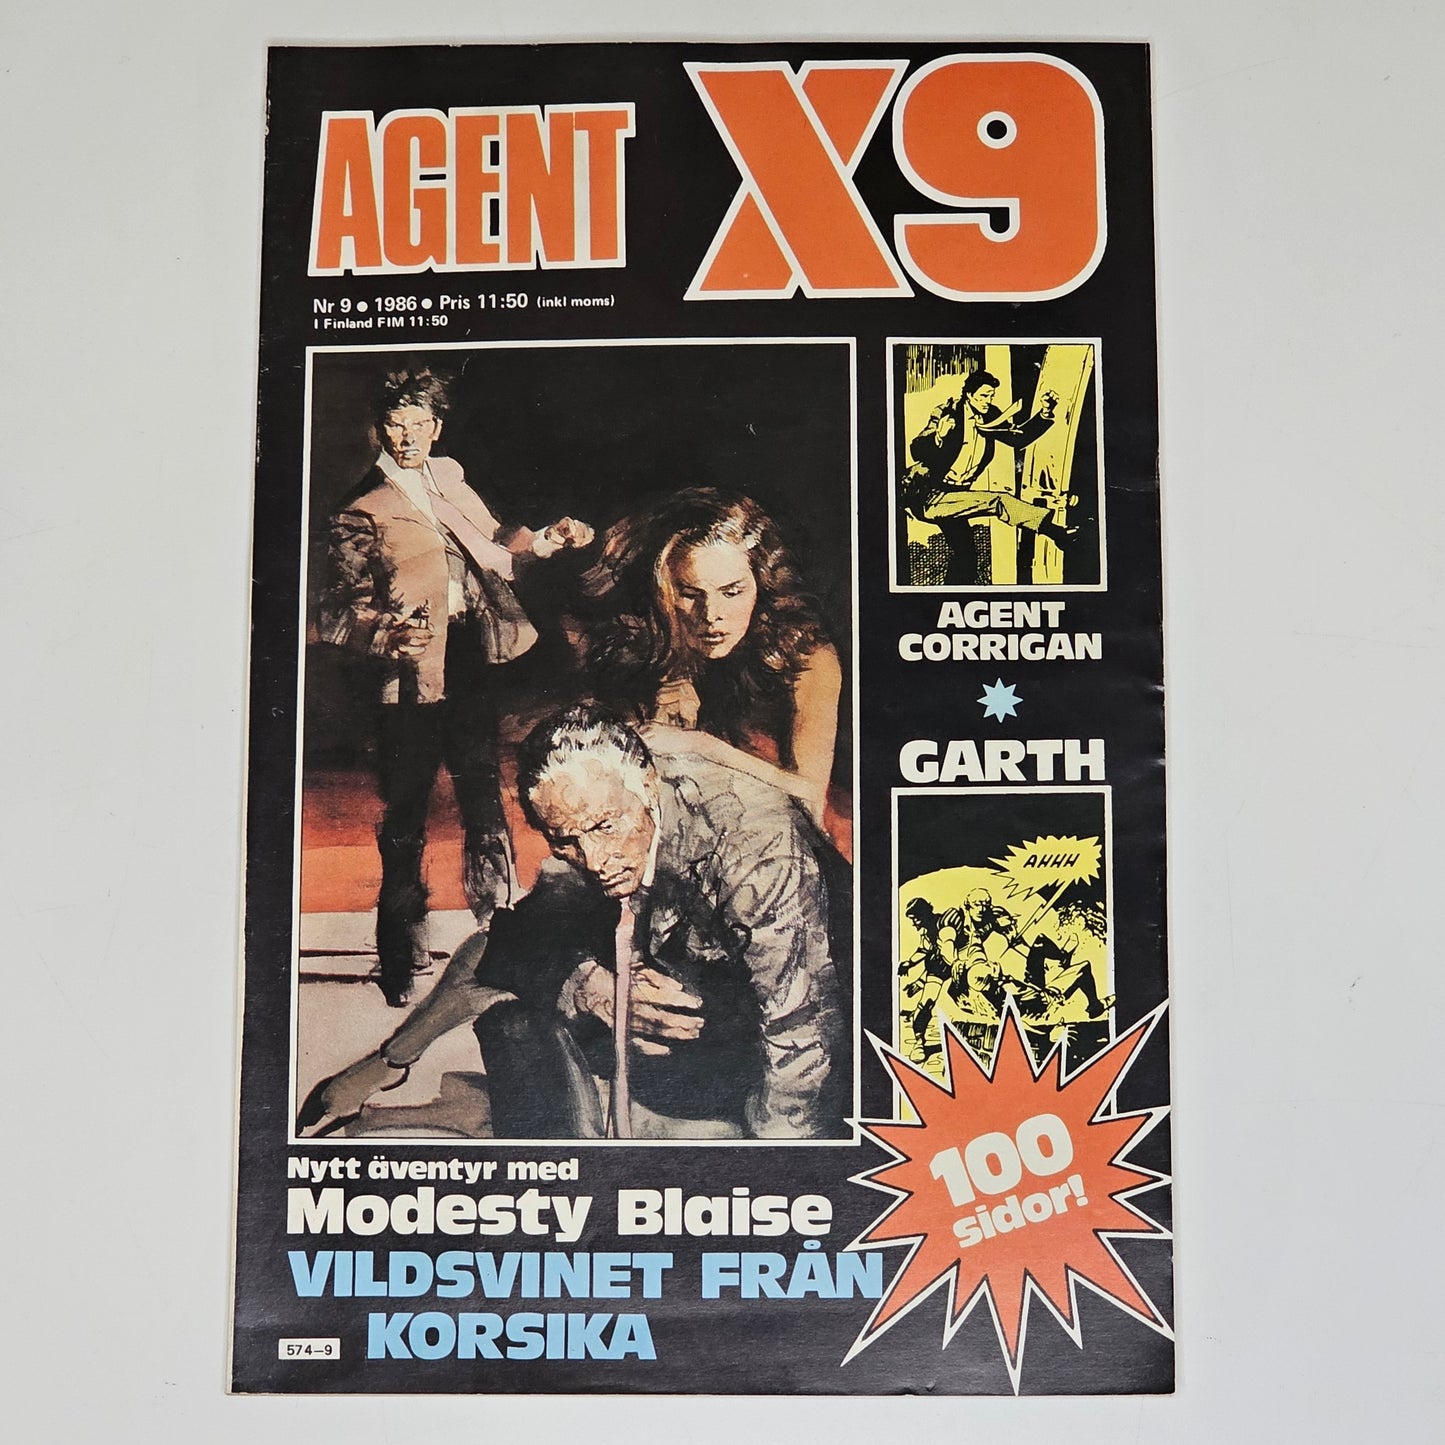 AGENT X9
Nr 9 ● 1986 ● Pris 11:50 (inkl moms)
I Finland FIM 11:50
AGENT
CORRIGAN
GARTH
AHHH
100
sidor!
Nytt äventyr med
Modesty Blaise
VILDSVINET FRÅN
KORSIKA
574-9